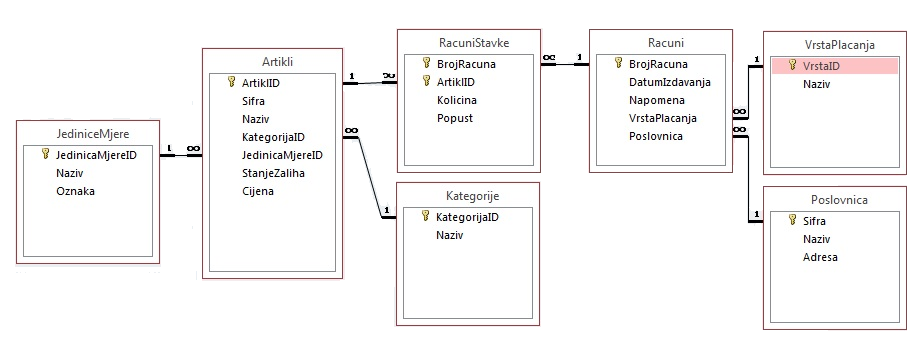 JediniceMjere
JedinicaMjereID
Naziv
Oznaka
1
∞
Artikli
ArtiklID
Sifra
Naziv
KategorijaID
JedinicaMjereID
StanjeZaliha
Cijena
1
∞
∞
1
RacuniStavke
BrojRacuna
ArtiklID
Kolicina
Popust
Kategorije
KategorijaID
Naziv
∞
1
Racuni
BrojRacuna
DatumIzdavanja
Napomena
VrstaPlacanja
Poslovnica
1
∞
∞
1
VrstaPlacanja
VrstaID
Naziv
Poslovnica
Sifra
Naziv
Adresa